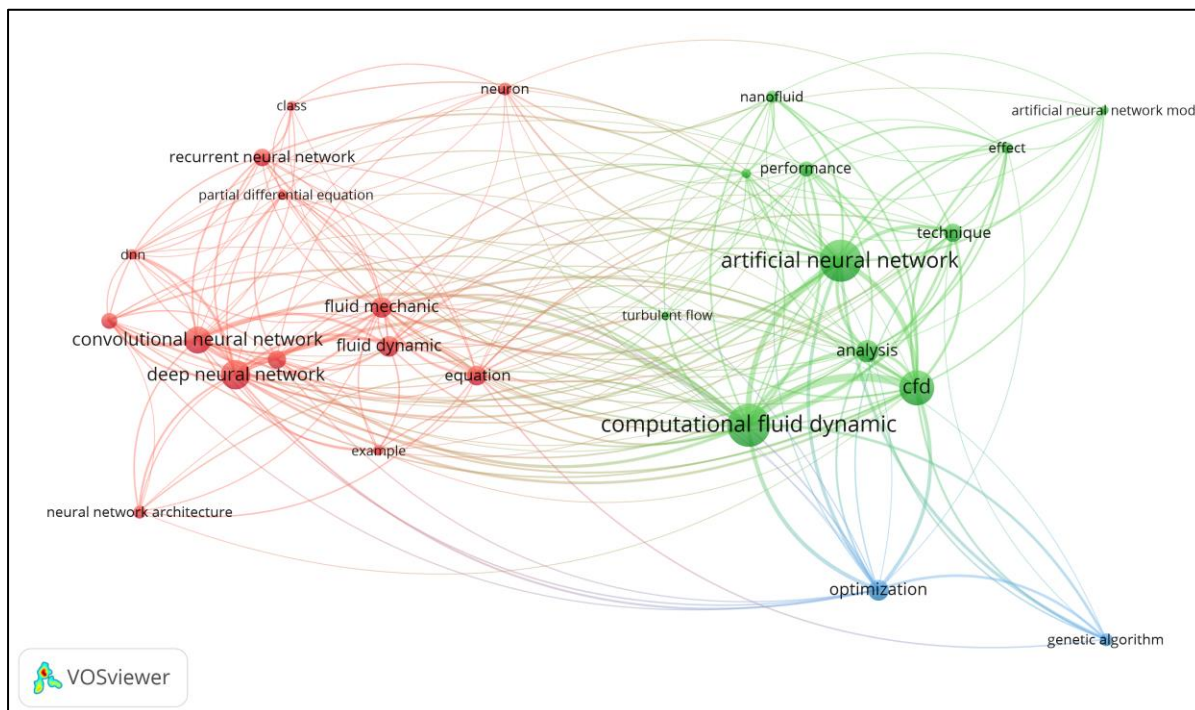 neuron
class
nanofluid
artificial neural network mod
effect
recurrent neural network
performance
partial differential equation
technique
dnn
artificial neural network
fluid mechanic
turbulent flow
convolutional neural network
fluid dynamic
analysis
deep neural network
equation
cfd
computational fluid dynamic
example
neural network architecture
optimization
genetic algorithm
VOSviewer